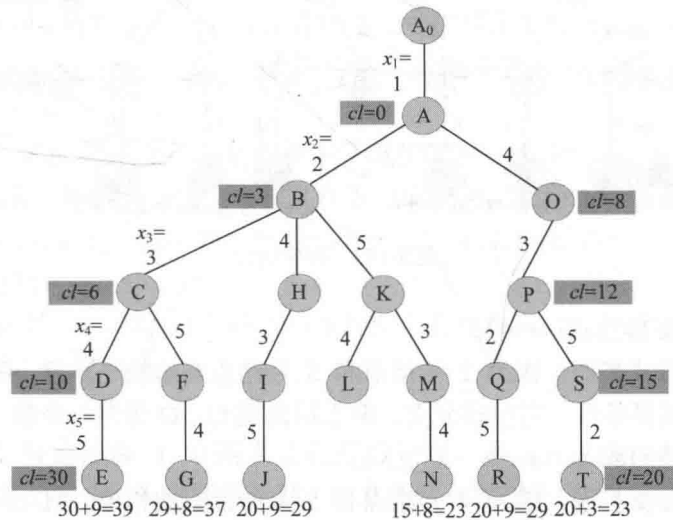 A₀
x₁=
1
cl=0 A
x₂=
2 4
cl=3 B O cl=8
x₃=
3 4 5 3
cl=6 C H K P cl=12
x₄=
4 5 3 4 3 2 5
cl=10 D F I L M Q S cl=15
x₅=
5 4 5 4 5 2
cl=30 E G J N R T cl=20
30+9=39 29+8=37 20+9=29 15+8=23 20+9=29 20+3=23